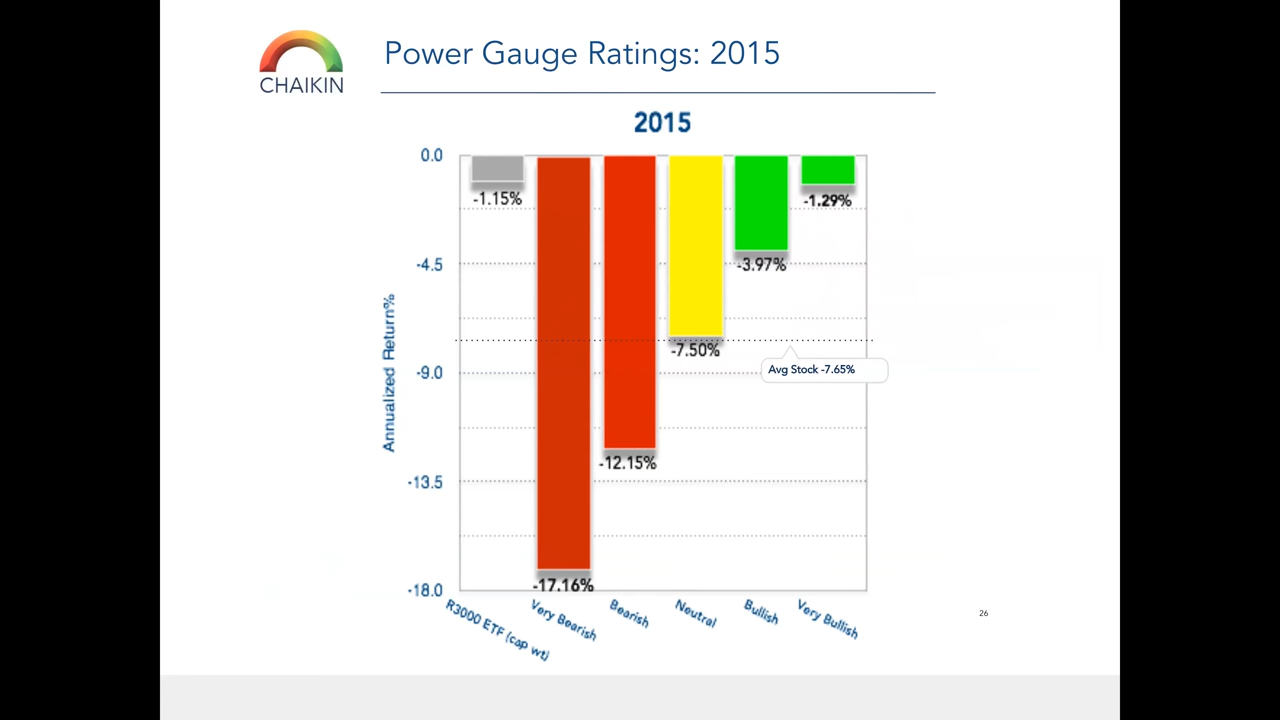 Power Gauge Ratings: 2015
CHAIKIN
2015
0.0
-4.5
-9.0
-13.5
-18.0
Annualized Return%
-1.15%
-17.16%
-12.15%
-7.50%
-3.97%
-1.29%
Avg Stock -7.65%
R3000 ETF (cap wt)
Very Bearish
Bearish
Neutral
Bullish
Very Bullish
26